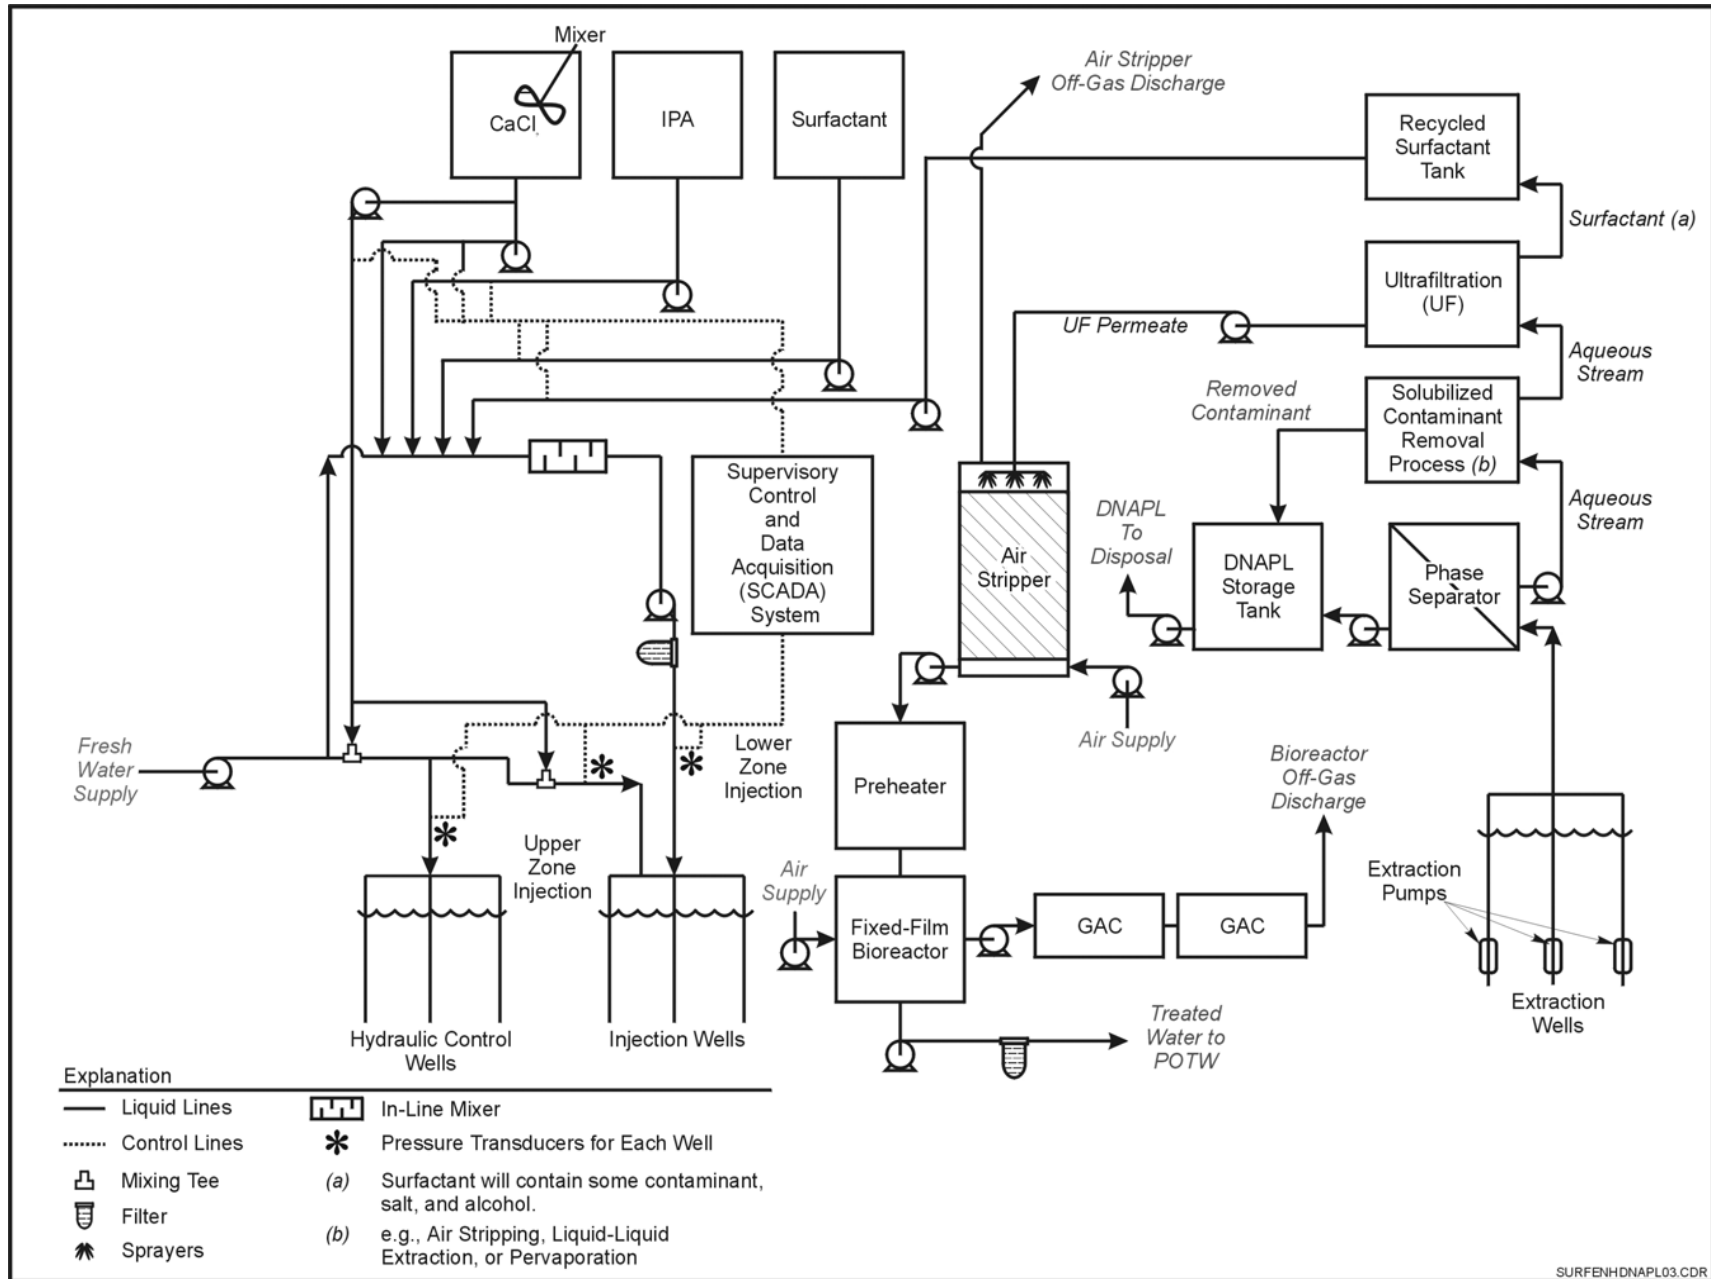 Mixer
CaCl
IPA
Surfactant
Air Stripper
Off-Gas Discharge
Recycled
Surfactant
Tank
Surfactant (a)
Ultrafiltration
(UF)
UF Permeate
Aqueous
Stream
Removed
Contaminant
Solubilized
Contaminant
Removal
Process (b)
Aqueous
Stream
Supervisory
Control
and
Data
Acquisition
(SCADA)
System
Air
Stripper
DNAPL
To
Disposal
DNAPL
Storage
Tank
Phase
Separator
Fresh
Water
Supply
Lower
Zone
Injection
Air Supply
Preheater
Bioreactor
Off-Gas
Discharge
Upper
Zone
Injection
Air
Supply
Fixed-Film
Bioreactor
GAC
GAC
Extraction
Pumps
Extraction
Wells
Hydraulic Control
Wells
Injection Wells
Treated
Water to
POTW
Explanation
Liquid Lines
Control Lines
Mixing Tee
Filter
Sprayers
In-Line Mixer
Pressure Transducers for Each Well
(a) Surfactant will contain some contaminant,
salt, and alcohol.
(b) e.g., Air Stripping, Liquid-Liquid
Extraction, or Pervaporation
SURFENHDNAPL03.CDR